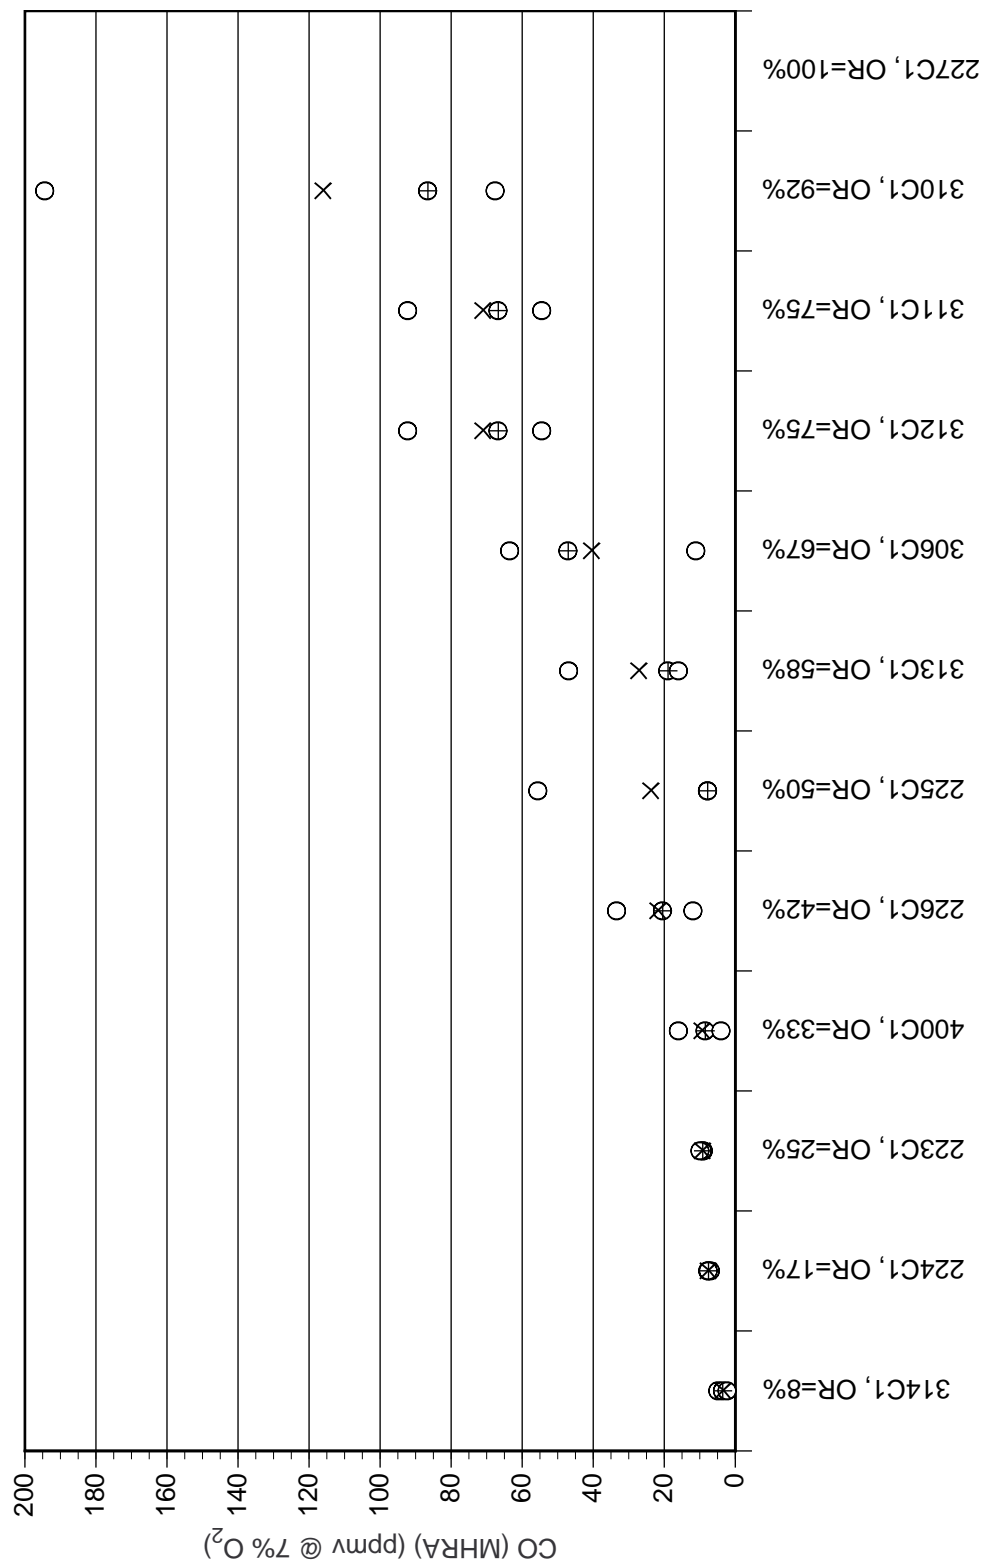 227C1, OR=100%
310C1, OR=92%
311C1, OR=75%
312C1, OR=75%
306C1, OR=67%
313C1, OR=58%
225C1, OR=50%
226C1, OR=42%
400C1, OR=33%
223C1, OR=25%
224C1, OR=17%
314C1, OR=8%
200
180
160
140
120
100
80
60
40
20
0
CO (MHRA) (ppmv @ 7% O₂)